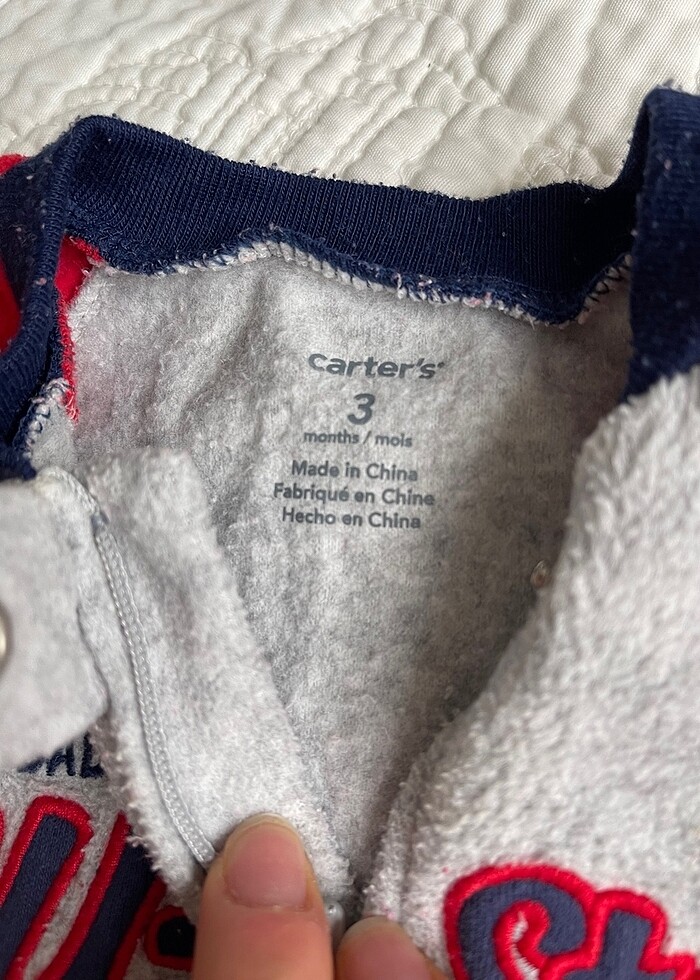 carter's
3
months / mois
Made in China
Fabriqué en Chine
Hecho en China